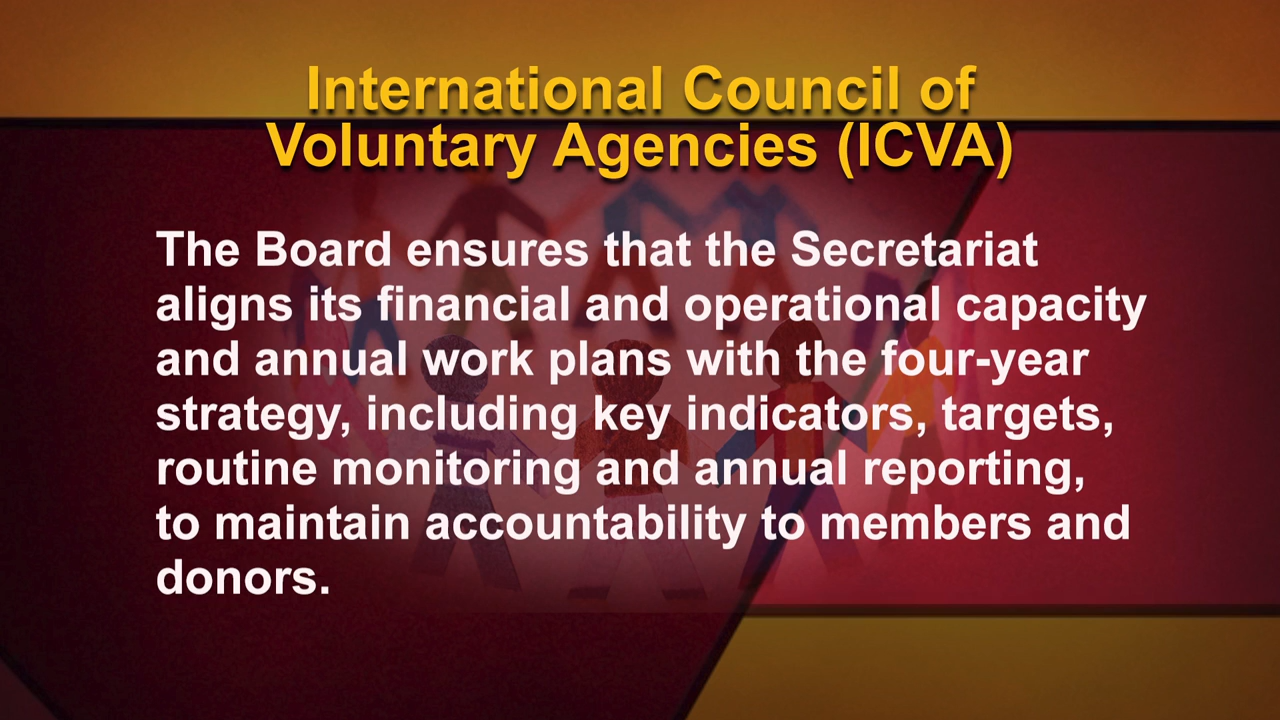 International Council of
Voluntary Agencies (ICVA)
The Board ensures that the Secretariat
aligns its financial and operational capacity
and annual work plans with the four-year
strategy, including key indicators, targets,
routine monitoring and annual reporting,
to maintain accountability to members and
donors.